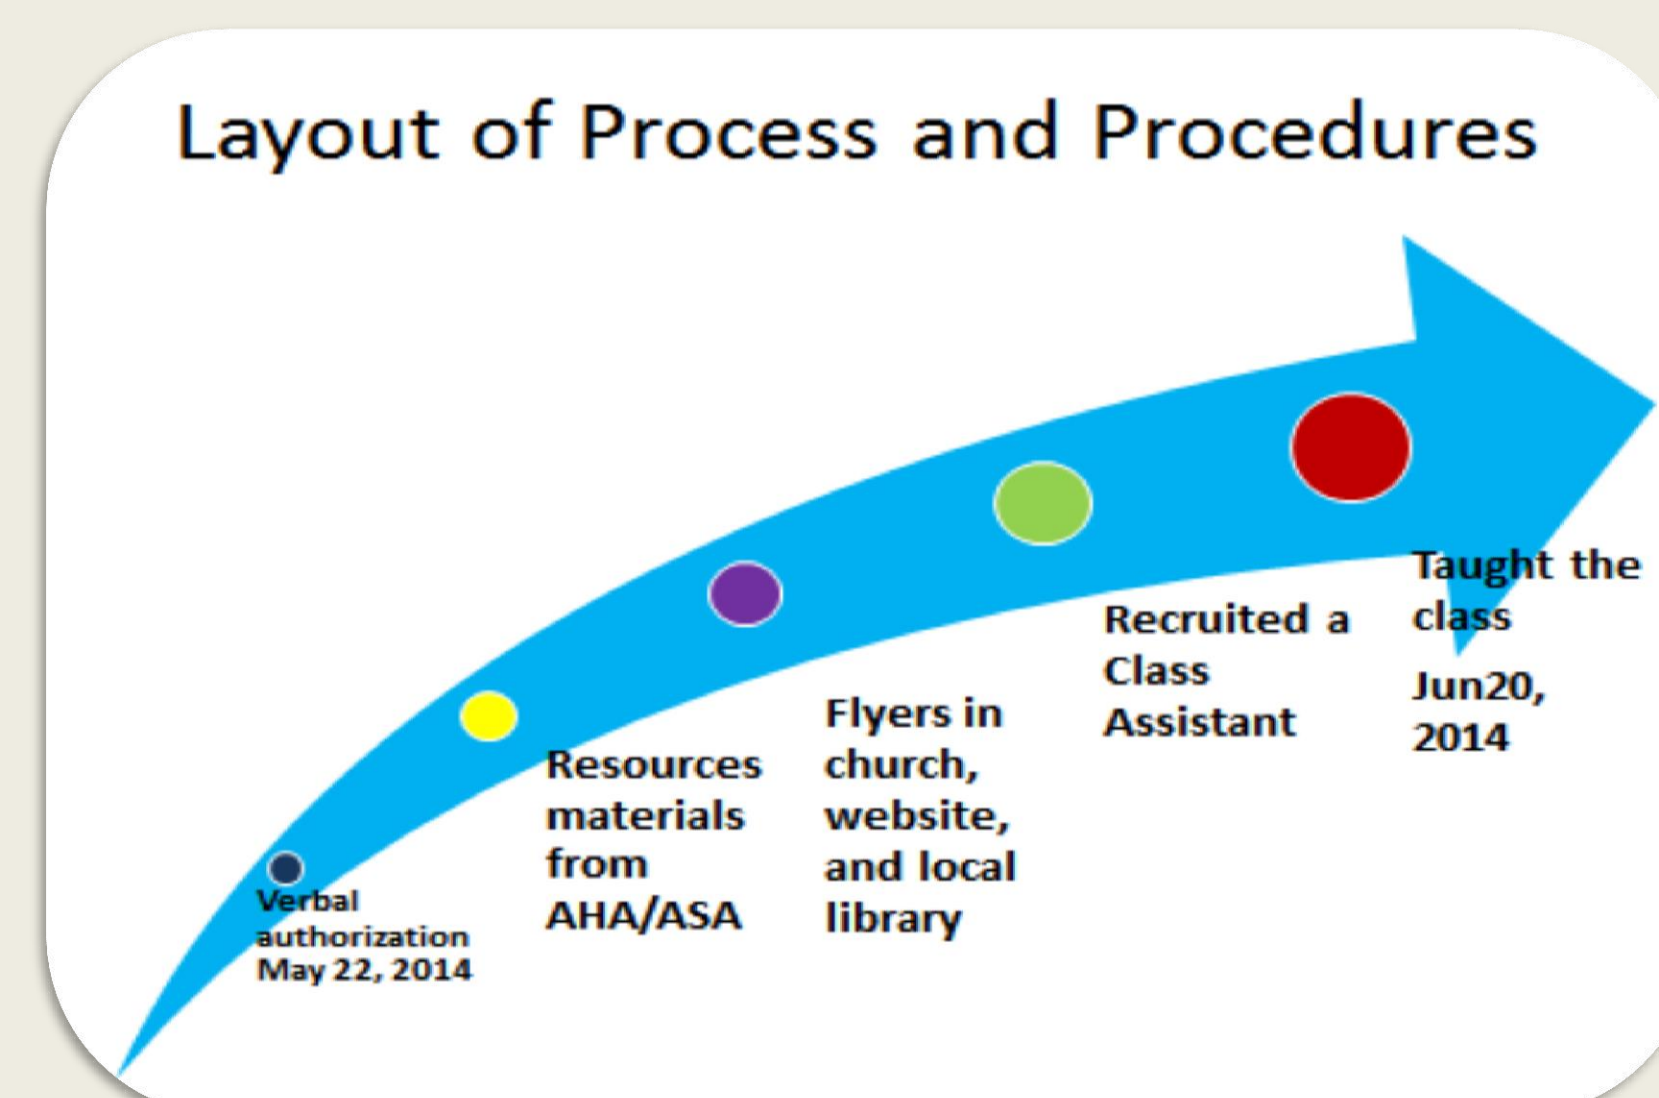 Layout of Process and Procedures
Verbal
authorization
May 22, 2014
Resources
materials
from
AHA/ASA
Flyers in
church,
website,
and local
library
Recruited a
Class
Assistant
Taught the
class
Jun20,
2014